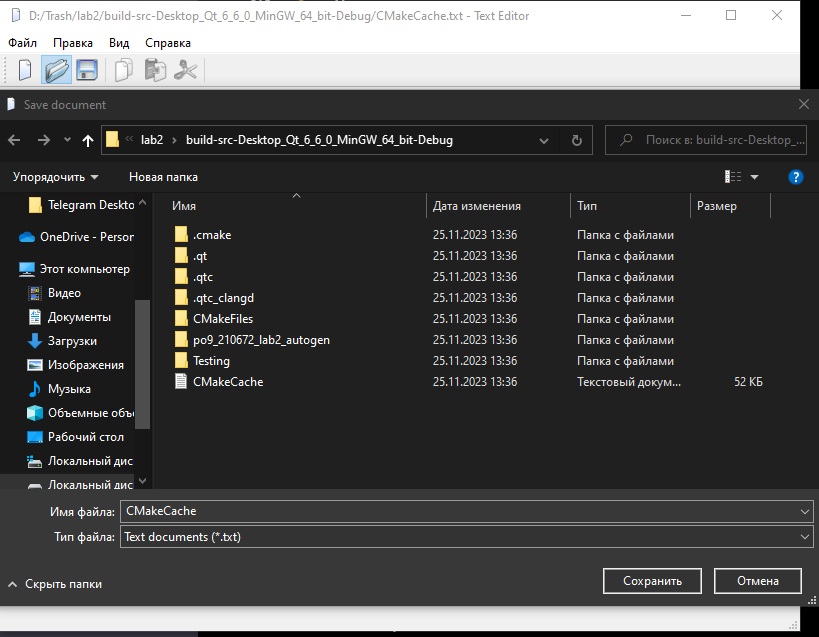 D:/Trash/lab2/build-src-Desktop_Qt_6_6_0_MinGW_64_bit-Debug/CMakeCache.txt - Text Editor
Файл Правка Вид Справка
Save document
« lab2 › build-src-Desktop_Qt_6_6_0_MinGW_64_bit-Debug
Поиск в: build-src-Desktop_...
Упорядочить Новая папка
Telegram Deskto
OneDrive - Person
Этот компьютер
Видео
Документы
Загрузки
Изображения
Музыка
Объемные объ
Рабочий стол
Локальный дис
Локальный дис
Имя Дата изменения Тип Размер
.cmake 25.11.2023 13:36 Папка с файлами
.qt 25.11.2023 13:36 Папка с файлами
.qtc 25.11.2023 13:36 Папка с файлами
.qtc_clangd 25.11.2023 13:36 Папка с файлами
CMakeFiles 25.11.2023 13:36 Папка с файлами
po9_210672_lab2_autogen 25.11.2023 13:36 Папка с файлами
Testing 25.11.2023 13:36 Папка с файлами
CMakeCache 25.11.2023 13:36 Текстовый докум... 52 КБ
Имя файла: CMakeCache
Тип файла: Text documents (*.txt)
Скрыть папки
Сохранить Отмена